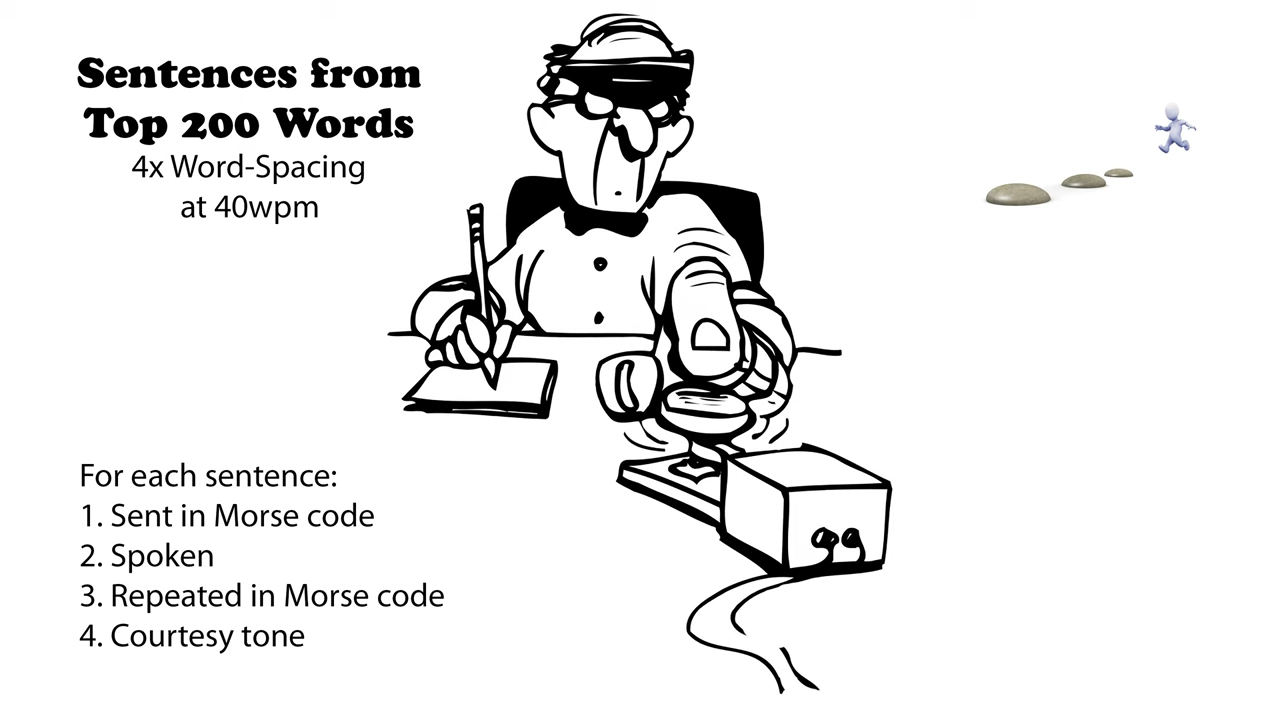 Sentences from
Top 200 Words
4x Word-Spacing
at 40wpm
For each sentence:
1. Sent in Morse code
2. Spoken
3. Repeated in Morse code
4. Courtesy tone